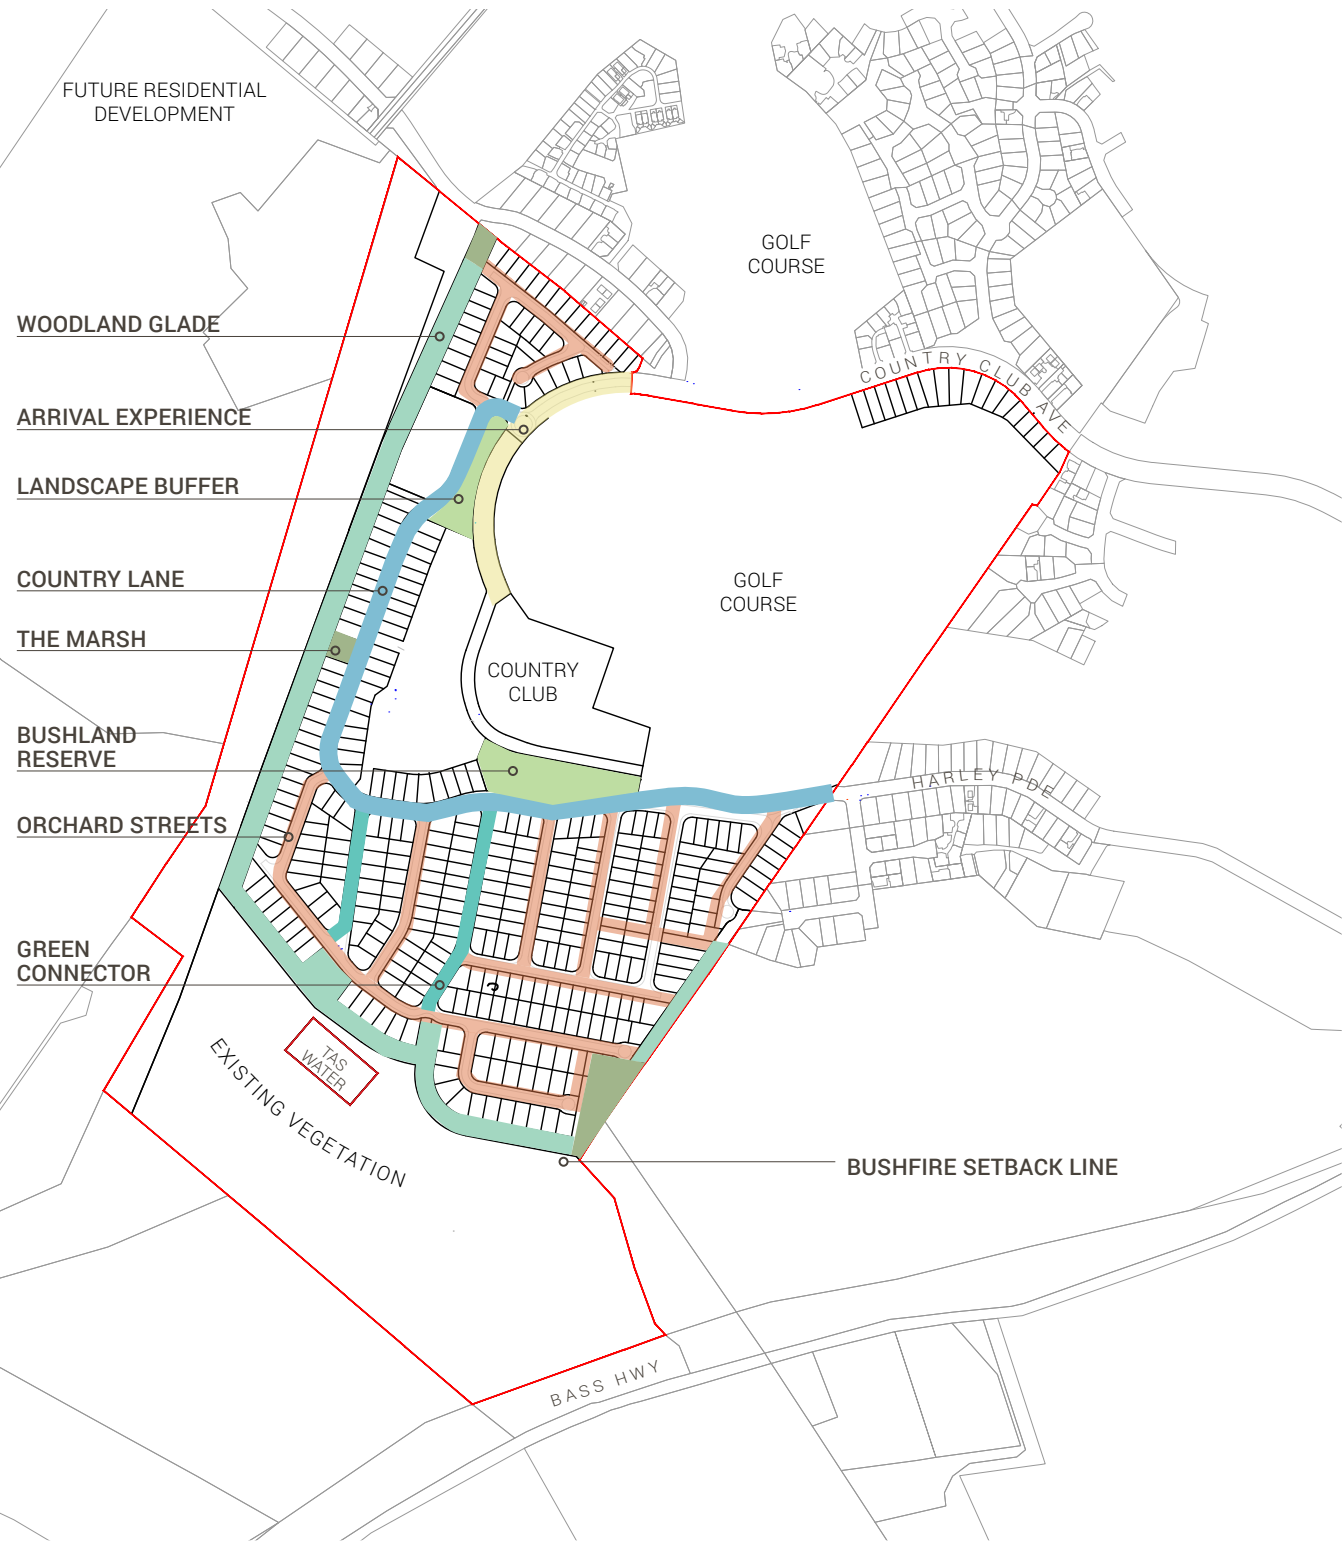 FUTURE RESIDENTIAL
DEVELOPMENT
GOLF
COURSE
WOODLAND GLADE
COUNTRY CLUB AVE
ARRIVAL EXPERIENCE
LANDSCAPE BUFFER
COUNTRY LANE
GOLF
COURSE
THE MARSH
COUNTRY
CLUB
BUSHLAND
RESERVE
HARLEY PDE
ORCHARD STREETS
GREEN
CONNECTOR
TAS
WATER
EXISTING VEGETATION
BUSHFIRE SETBACK LINE
BASS HWY